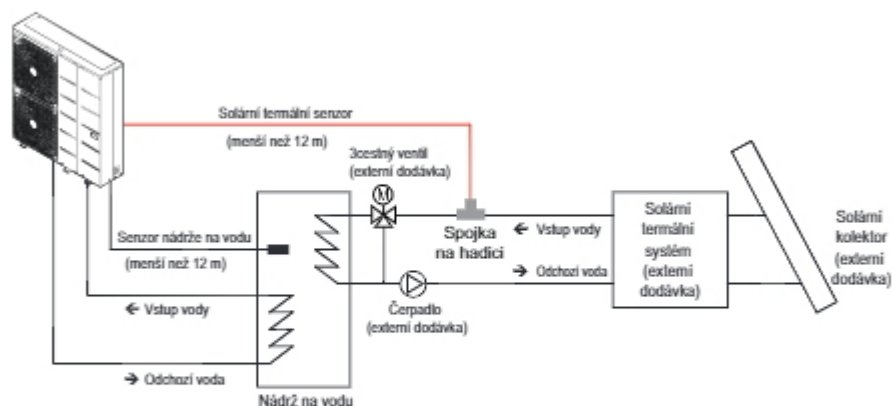 Solární termální senzor
(menší než 12 m)
3cestný ventil
(externí dodávka)
M
Senzor nádrže na vodu
(menší než 12 m)
Spojka
na hadici
← Vstup vody
→ Odchozí voda
Solární
termální
systém
(externí
dodávka)
Solární
kolektor
(externí
dodávka)
← Vstup vody
Čerpadlo
(externí dodávka)
→ Odchozí voda
Nádrž na vodu